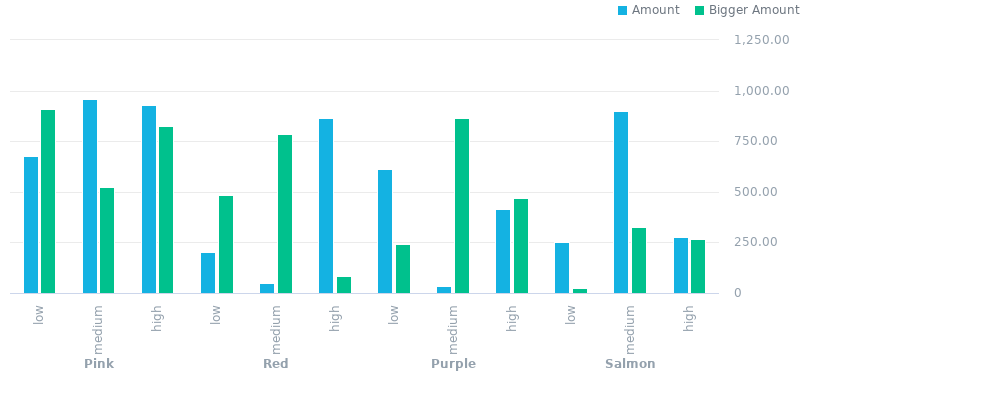 Amount Bigger Amount
1,250.00
1,000.00
750.00
500.00
250.00
0
low medium high low medium high low medium high low medium high
Pink Red Purple Salmon